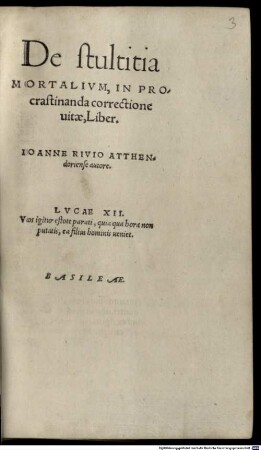 3
De stultitia
MORTALIVM, IN PRO-
crastinanda correctione
uitæ, Liber.
IOANNE RIVIO ATTHEN-
doriense autore.
LVCAE XII.
Vos igitur estote parati, quia qua hora non
putatis, ea filius hominis ueniet.
BASILEAE.